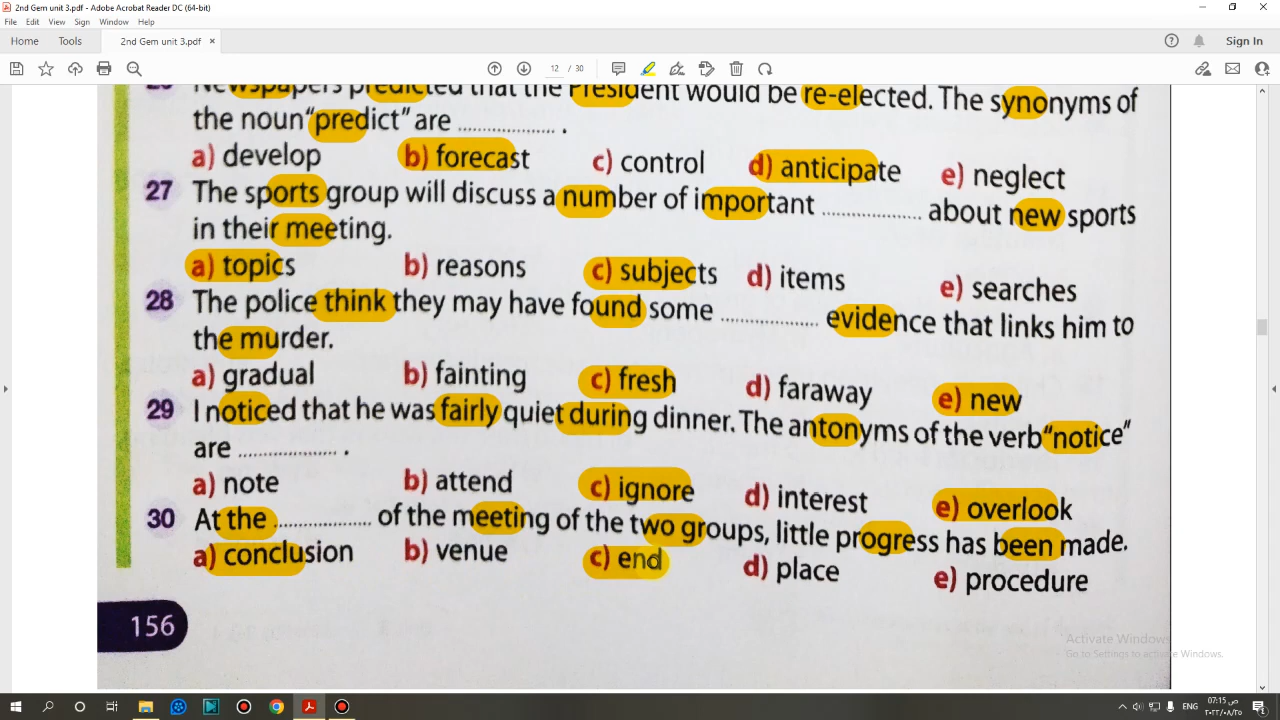 2nd Gem unit 3.pdf - Adobe Acrobat Reader DC (64-bit)
File Edit View Sign Window Help
Home Tools 2nd Gem unit 3.pdf × Sign In
12 / 30
Newspapers predicted that the President would be re-elected. The synonyms of
the noun "predict" are .................. .
a) develop b) forecast c) control d) anticipate e) neglect
27 The sports group will discuss a number of important .................. about new sports
in their meeting.
a) topics b) reasons c) subjects d) items e) searches
28 The police think they may have found some .................. evidence that links him to
the murder.
a) gradual b) fainting c) fresh d) faraway e) new
29 I noticed that he was fairly quiet during dinner. The antonyms of the verb "notice"
are .................. .
a) note b) attend c) ignore d) interest e) overlook
30 At the .................. of the meeting of the two groups, little progress has been made.
a) conclusion b) venue c) end d) place e) procedure
156
Activate Windows
Go to Settings to activate Windows.
ENG
07:15 ص
٢٠٢٢/٠٨/٢٥